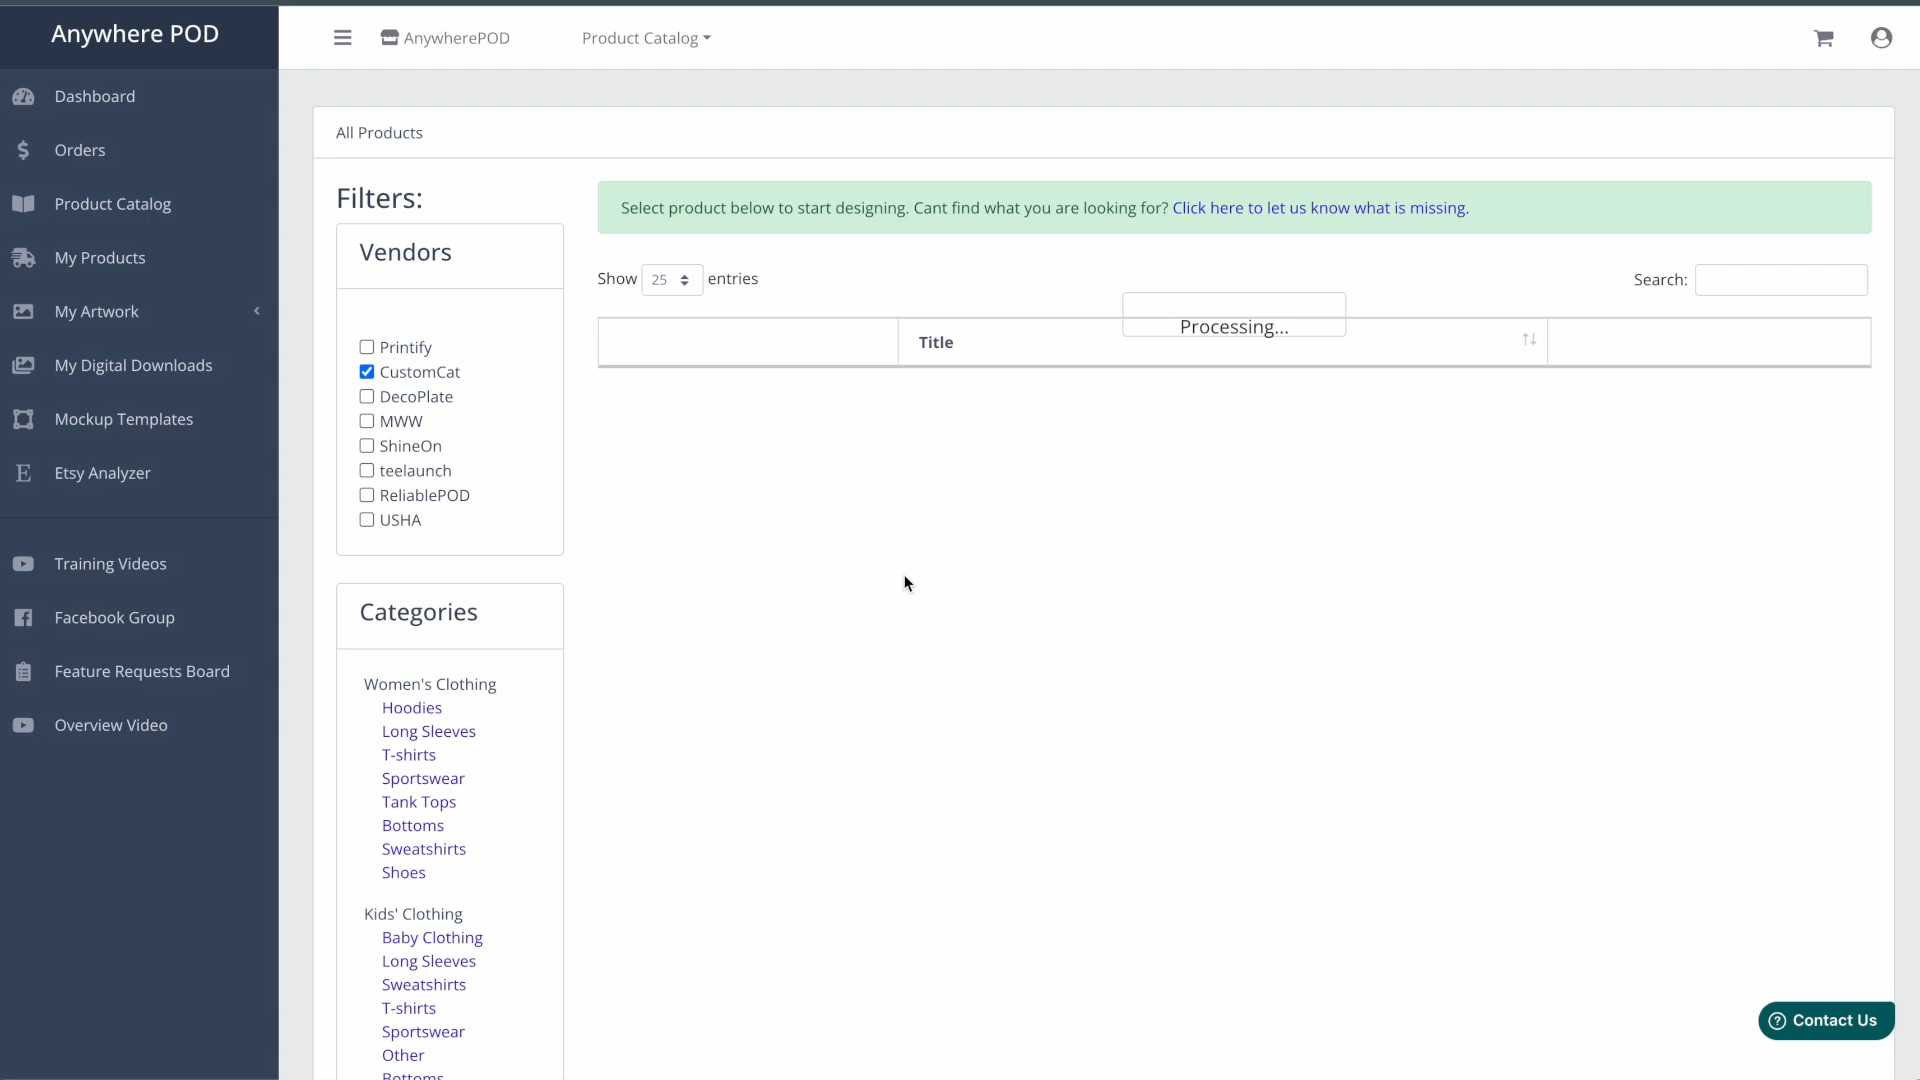 Anywhere POD
AnywherePOD
Product Catalog
Dashboard
Orders
Product Catalog
My Products
My Artwork
My Digital Downloads
Mockup Templates
Etsy Analyzer
Training Videos
Facebook Group
Feature Requests Board
Overview Video
All Products
Filters:
Vendors
Printify
CustomCat
DecoPlate
MWW
ShineOn
teelaunch
ReliablePOD
USHA
Categories
Women's Clothing
Hoodies
Long Sleeves
T-shirts
Sportswear
Tank Tops
Bottoms
Sweatshirts
Shoes
Kids' Clothing
Baby Clothing
Long Sleeves
Sweatshirts
T-shirts
Sportswear
Other
Bottoms
Select product below to start designing. Cant find what you are looking for? Click here to let us know what is missing.
Show 25 entries
Search:
Processing...
Title
Contact Us